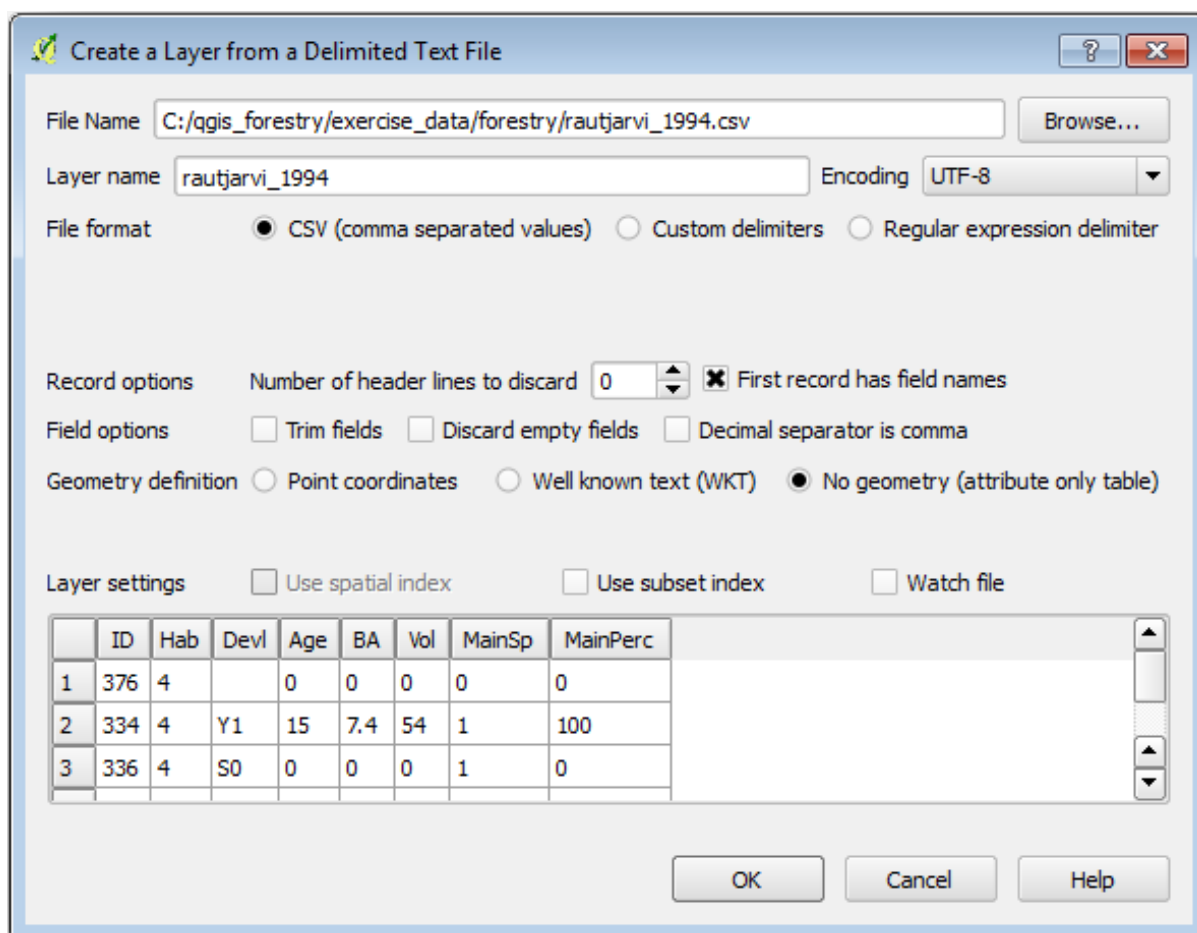 Create a Layer from a Delimited Text File
File Name C:/qgis_forestry/exercise_data/forestry/rautjarvi_1994.csv Browse...
Layer name rautjarvi_1994 Encoding UTF-8
File format CSV (comma separated values) Custom delimiters Regular expression delimiter
Record options Number of header lines to discard 0 First record has field names
Field options Trim fields Discard empty fields Decimal separator is comma
Geometry definition Point coordinates Well known text (WKT) No geometry (attribute only table)
Layer settings Use spatial index Use subset index Watch file
ID Hab Devl Age BA Vol MainSp MainPerc
1 376 4 0 0 0 0 0
2 334 4 Y1 15 7.4 54 1 100
3 336 4 S0 0 0 0 1 0
OK Cancel Help